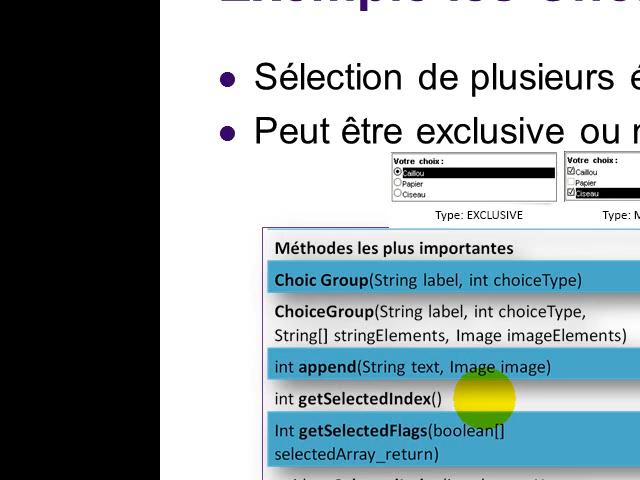 Sélection de plusieurs
Peut être exclusive ou
Votre choix: Votre choix:
Caillou Caillou
Papier Papier
Ciseau Ciseau
Type: EXCLUSIVE Type:
Méthodes les plus importantes
Choic Group(String label, int choiceType)
ChoiceGroup(String label, int choiceType,
String[] stringElements, Image imageElements)
int append(String text, Image image)
int getSelectedIndex()
Int getSelectedFlags(boolean[]
selectedArray_return)